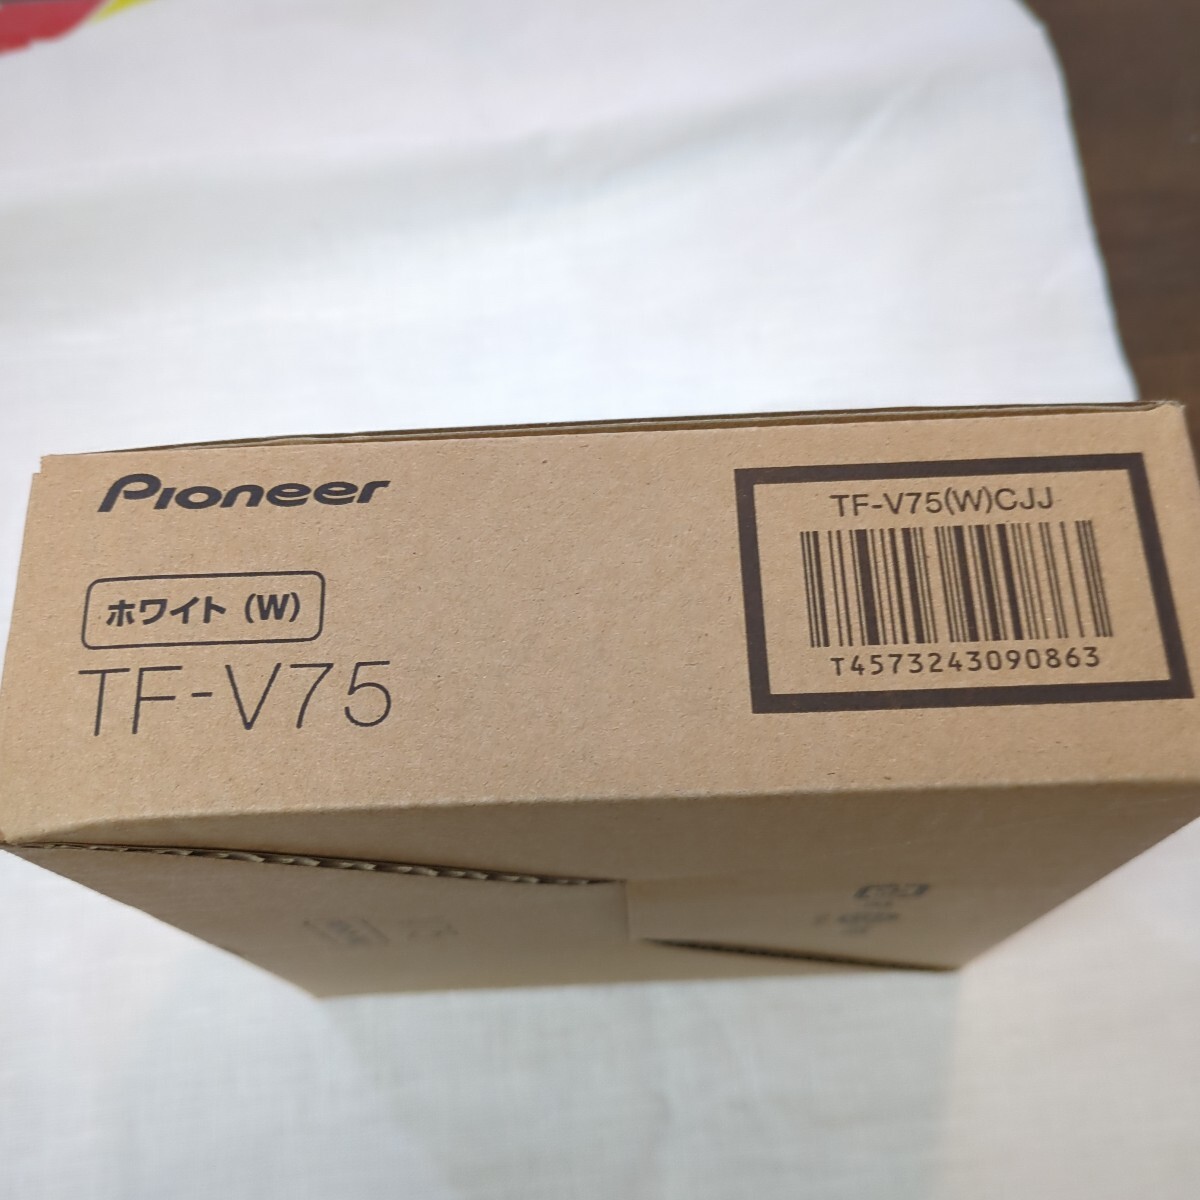 Pioneer
ホワイト (W)
TF-V75
TF-V75(W)CJJ
T4573243090863